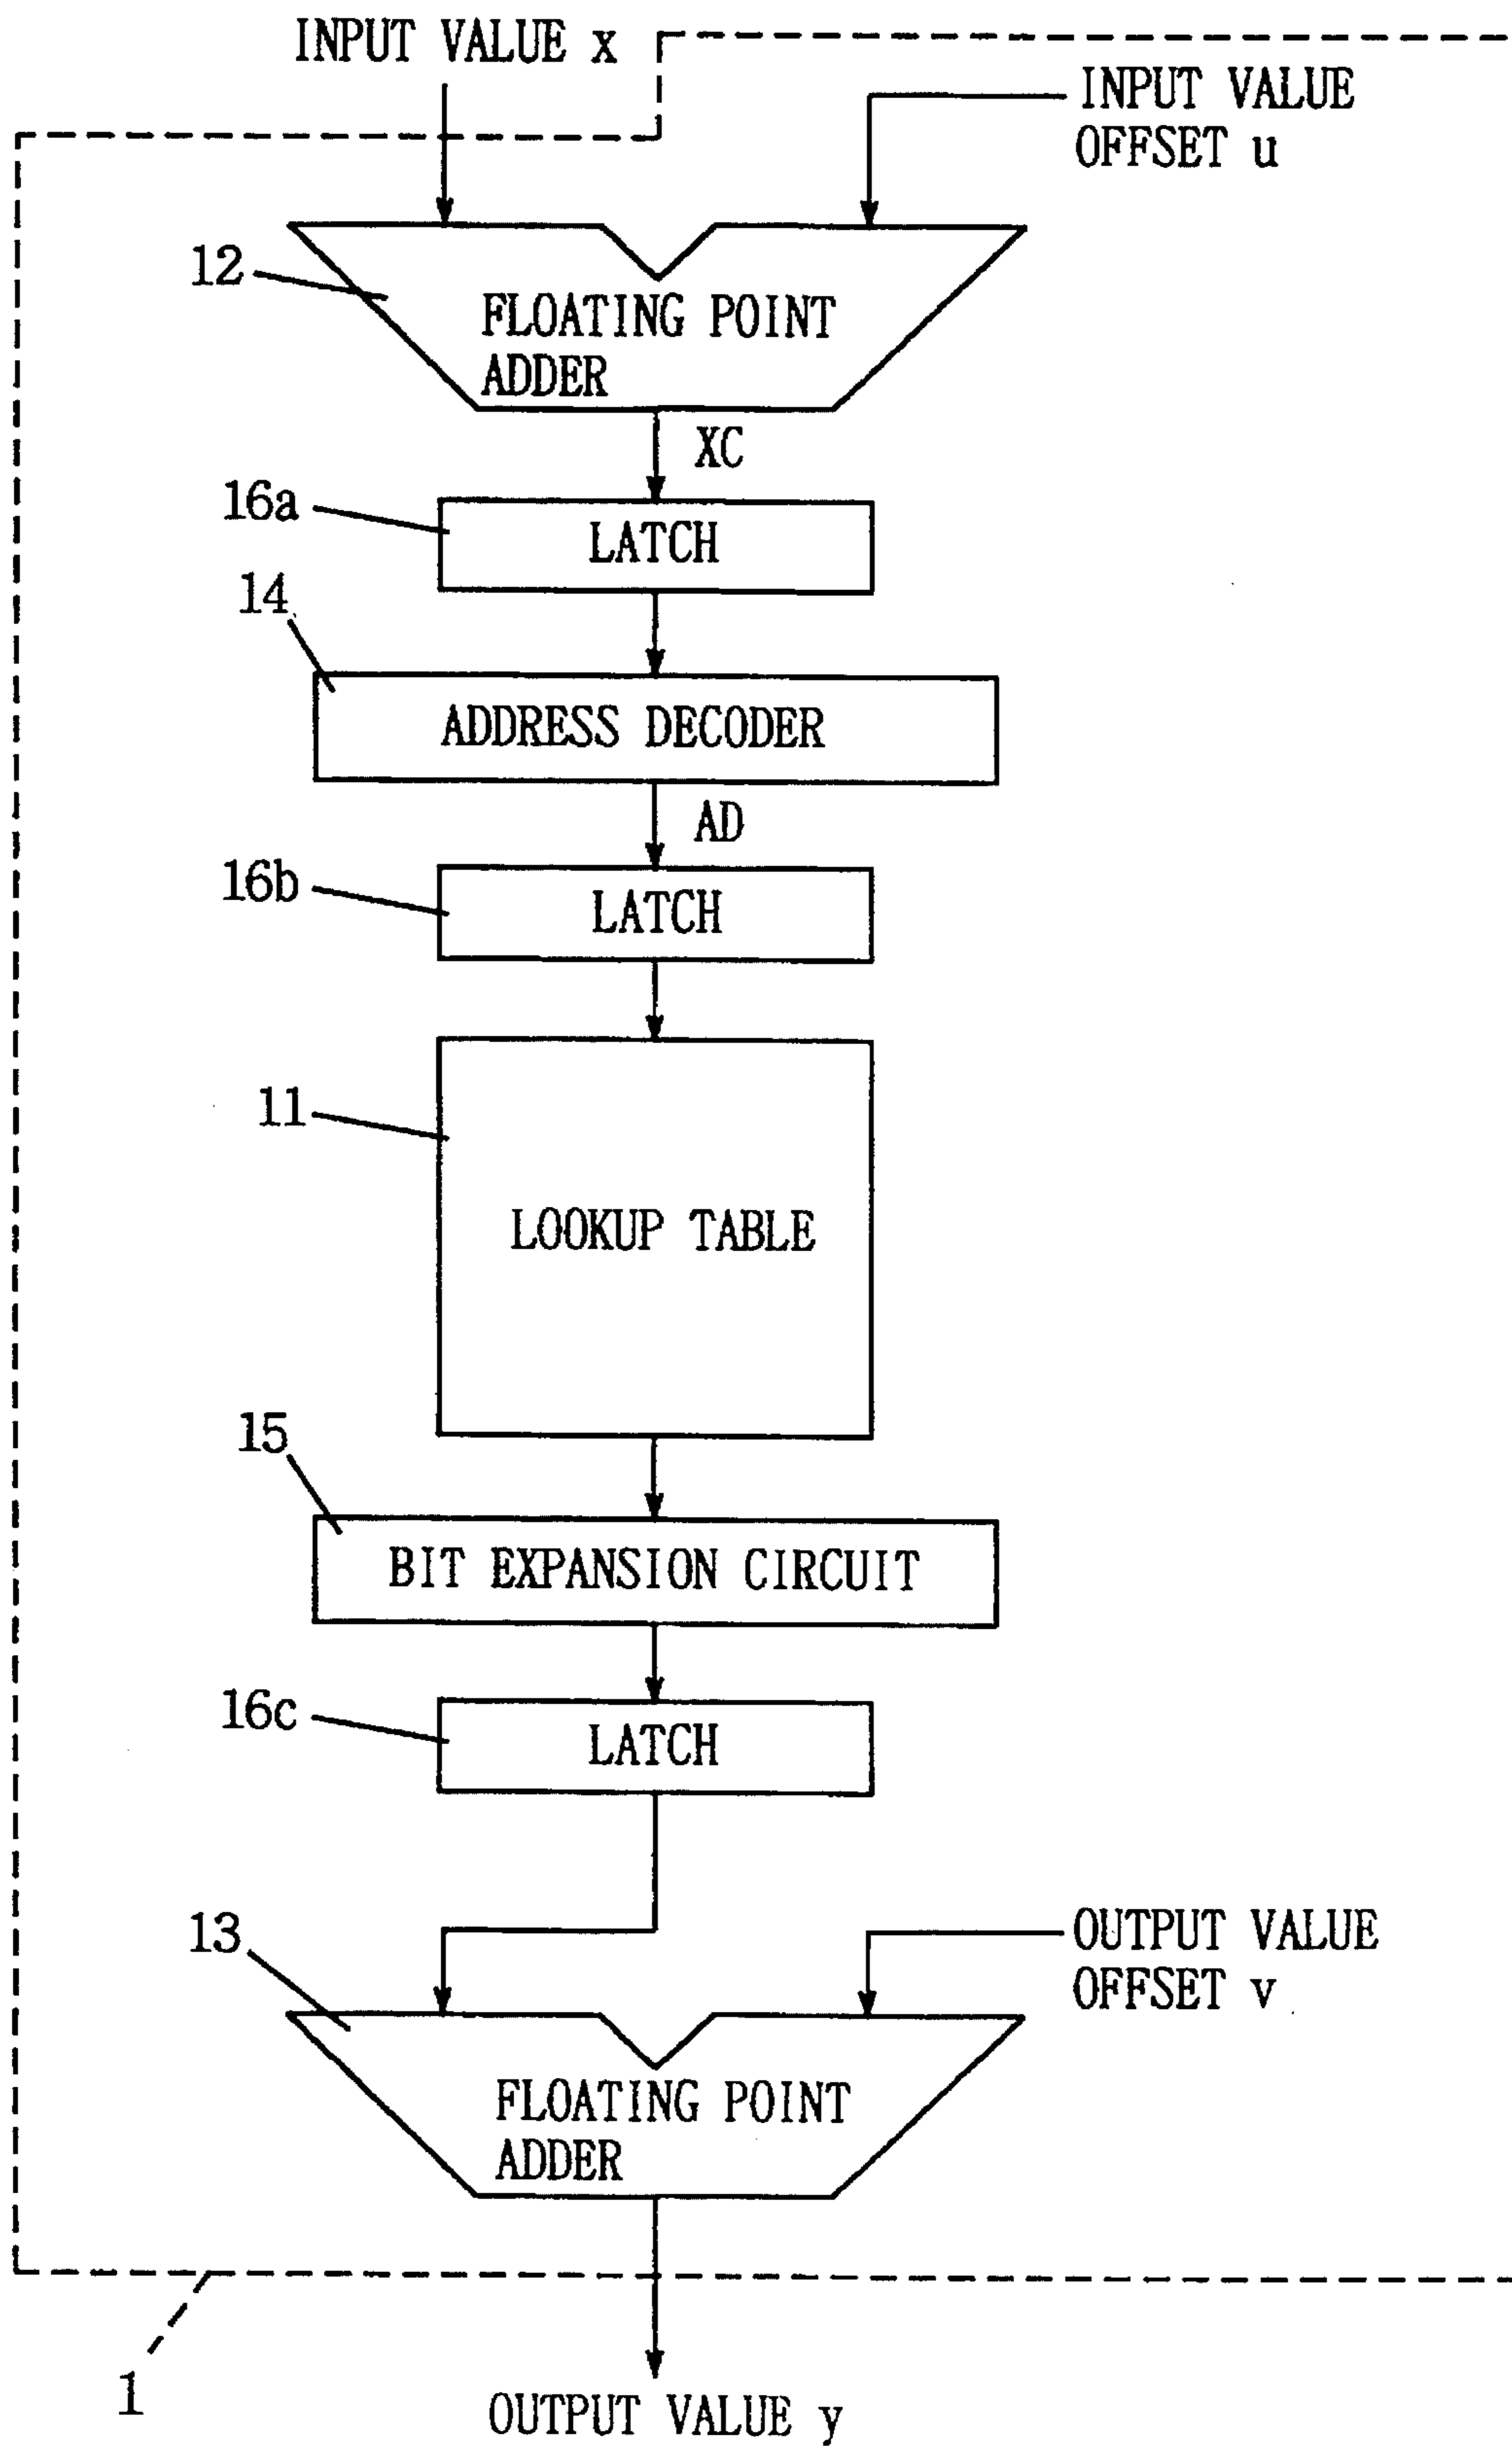 INPUT VALUE x
INPUT VALUE
OFFSET u
12
FLOATING POINT
ADDER
XC
16a
LATCH
14
ADDRESS DECODER
AD
16b
LATCH
11
LOOKUP TABLE
15
BIT EXPANSION CIRCUIT
16c
LATCH
13
OUTPUT VALUE
OFFSET v
FLOATING POINT
ADDER
1
OUTPUT VALUE y